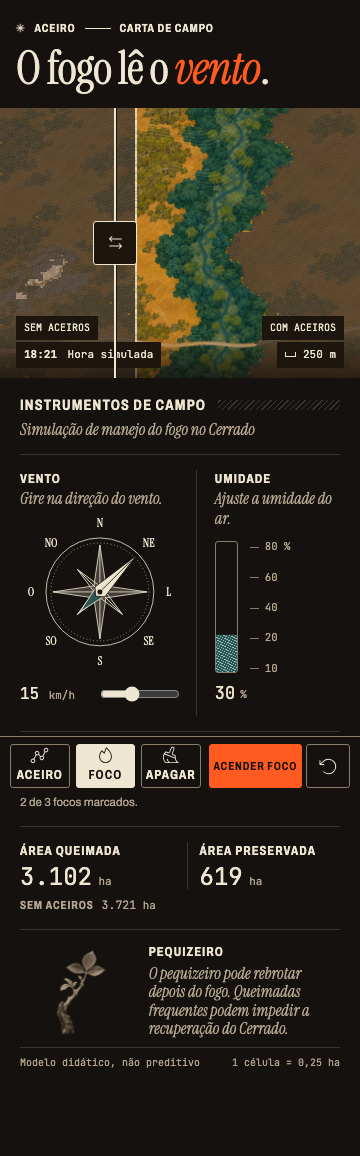 ACEIRO — CARTA DE CAMPO
O fogo lê o vento.
SEM ACEIROS
COM ACEIROS
18:21 Hora simulada
250 m
INSTRUMENTOS DE CAMPO
Simulação de manejo do fogo no Cerrado
VENTO
Gire na direção do vento.
N
NO
NE
O
L
SO
SE
S
15 km/h
UMIDADE
Ajuste a umidade do
ar.
— 80 %
— 60
— 40
— 20
— 10
30 %
ACEIRO
FOCO
APAGAR
ACENDER FOCO
2 de 3 focos marcados.
ÁREA QUEIMADA
3.102 ha
ÁREA PRESERVADA
619 ha
SEM ACEIROS 3.721 ha
PEQUIZEIRO
O pequizeiro pode rebrotar
depois do fogo. Queimadas
frequentes podem impedir a
recuperação do Cerrado.
Modelo didático, não preditivo
1 célula = 0,25 ha